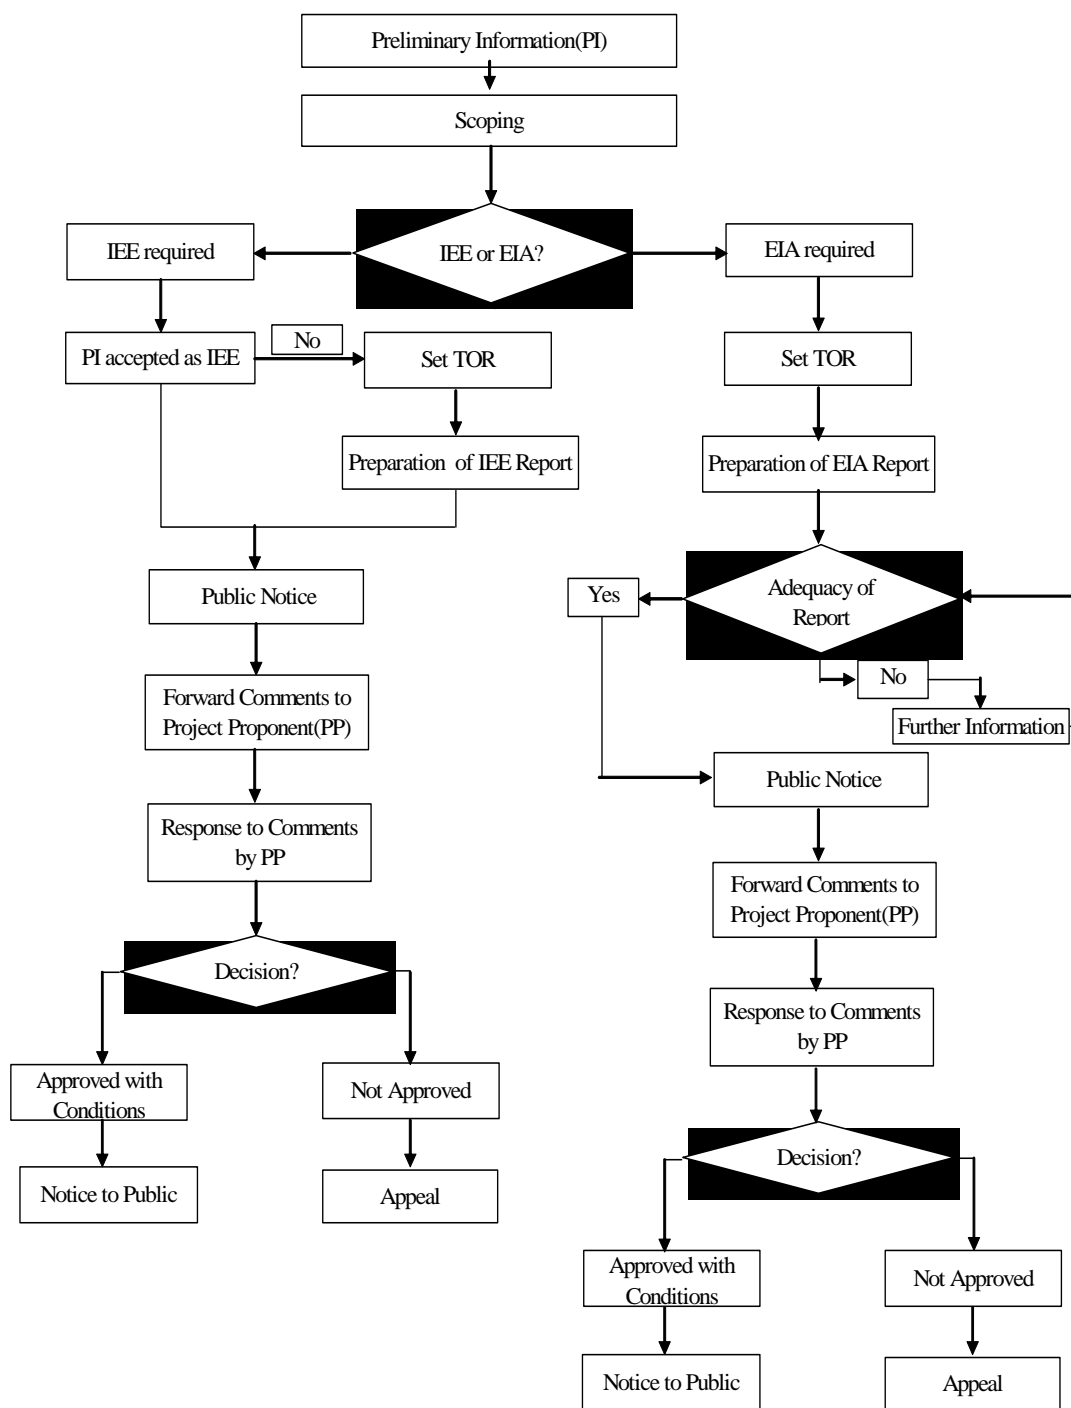 Preliminary Information(PI)
Scoping
IEE or EIA?
IEE required
EIA required
No
PI accepted as IEE
Set TOR
Set TOR
Preparation of IEE Report
Preparation of EIA Report
Public Notice
Yes
Adequacy of
Report
No
Further Information
Forward Comments to
Project Proponent(PP)
Public Notice
Response to Comments
by PP
Forward Comments to
Project Proponent(PP)
Decision?
Response to Comments
by PP
Approved with
Conditions
Not Approved
Notice to Public
Appeal
Decision?
Approved with
Conditions
Not Approved
Notice to Public
Appeal